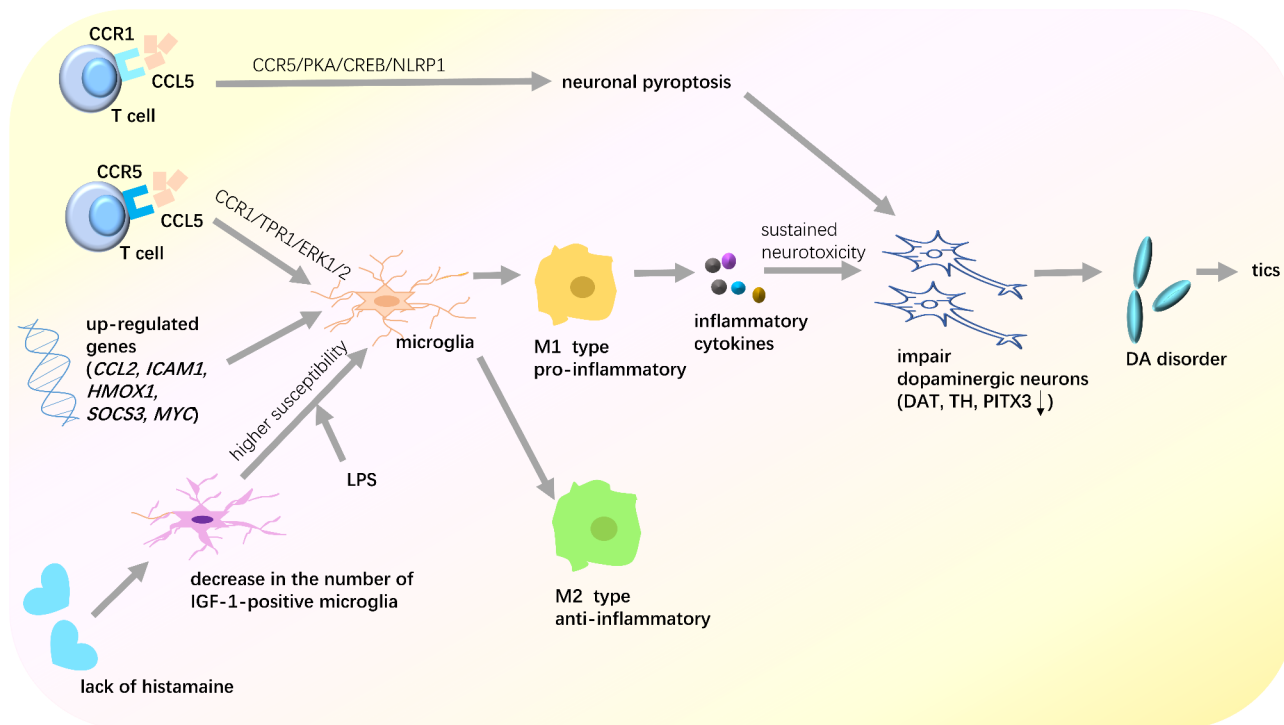 CCR1
CCL5
T cell
CCR5/PKA/CREB/NLRP1
neuronal pyroptosis
CCR5
CCL5
T cell
CCR1/TPR1/ERK1/2
up-regulated
genes
(CCL2, ICAM1,
HMOX1,
SOCS3, MYC)
microglia
higher susceptibility
LPS
M1 type
pro-inflammatory
inflammatory
cytokines
sustained
neurotoxicity
impair
dopaminergic neurons
(DAT, TH, PITX3↓)
DA disorder
tics
decrease in the number of
IGF-1-positive microglia
M2 type
anti-inflammatory
lack of histamaine